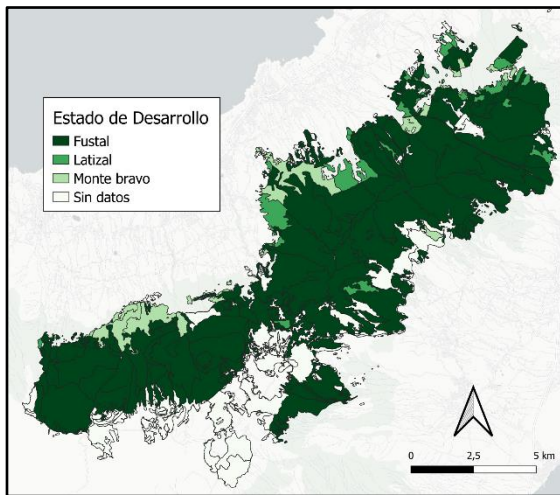 Estado de Desarrollo
Fustal
Latizal
Monte bravo
Sin datos
0 2,5 5 km